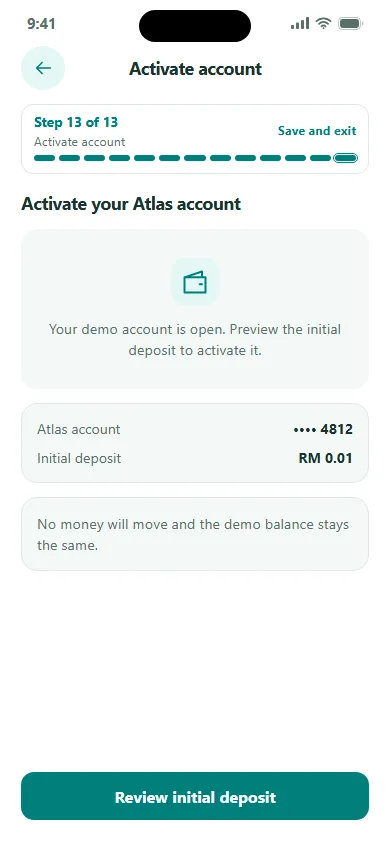 9:41
Activate account
Step 13 of 13
Save and exit
Activate account
Activate your Atlas account
Your demo account is open. Preview the initial
deposit to activate it.
Atlas account
•••• 4812
Initial deposit
RM 0.01
No money will move and the demo balance stays
the same.
Review initial deposit